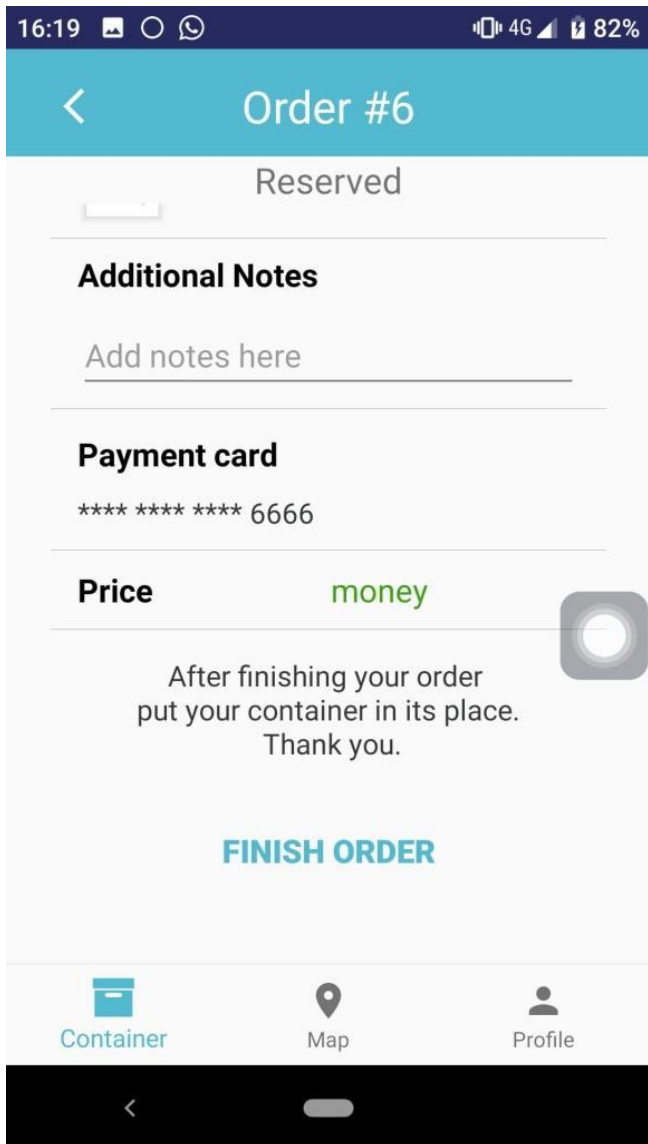 16:19 4G 82%
Order #6
Reserved
Additional Notes
Add notes here
Payment card
**** **** **** 6666
Price money
After finishing your order
put your container in its place.
Thank you.
FINISH ORDER
Container Map Profile